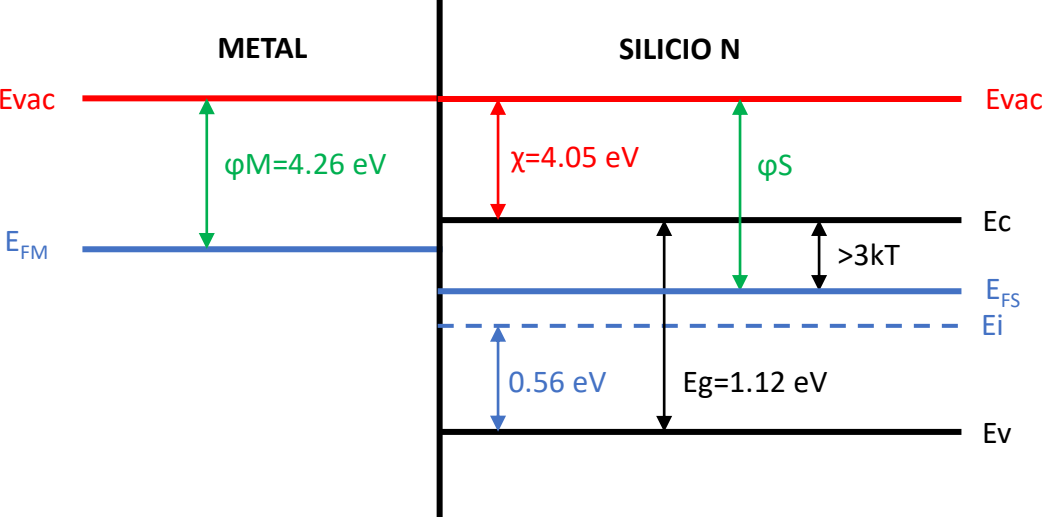 METAL
SILICIO N
Evac
Evac
φM=4.26 eV
χ=4.05 eV
φS
Ec
EFM
>3kT
EFS
Ei
0.56 eV
Eg=1.12 eV
Ev